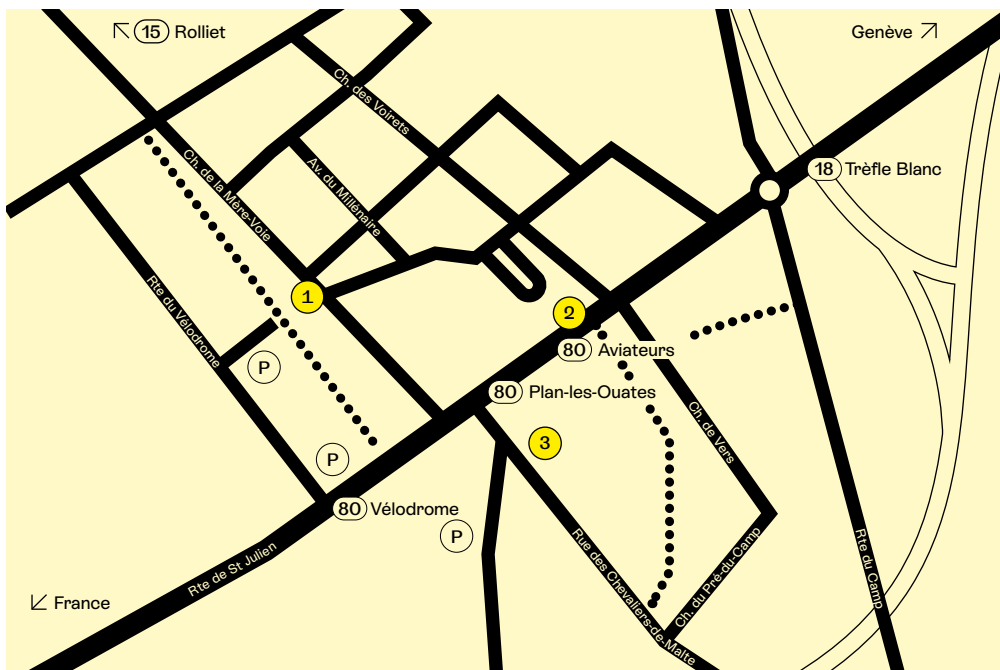 15 Rolliet
Genève
Ch. des Voirets
Ch. de la Mère-Voie
Av. du Millénaire
18 Trèfle Blanc
Rte du Vélodrome
1
2
80 Aviateurs
P
80 Plan-les-Ouates
Ch. de Vers
3
P
80 Vélodrome
P
Rte de St Julien
Rue des Chevaliers-de-Malte
Ch. du Pré-du-Camp
Rte du Camp
France